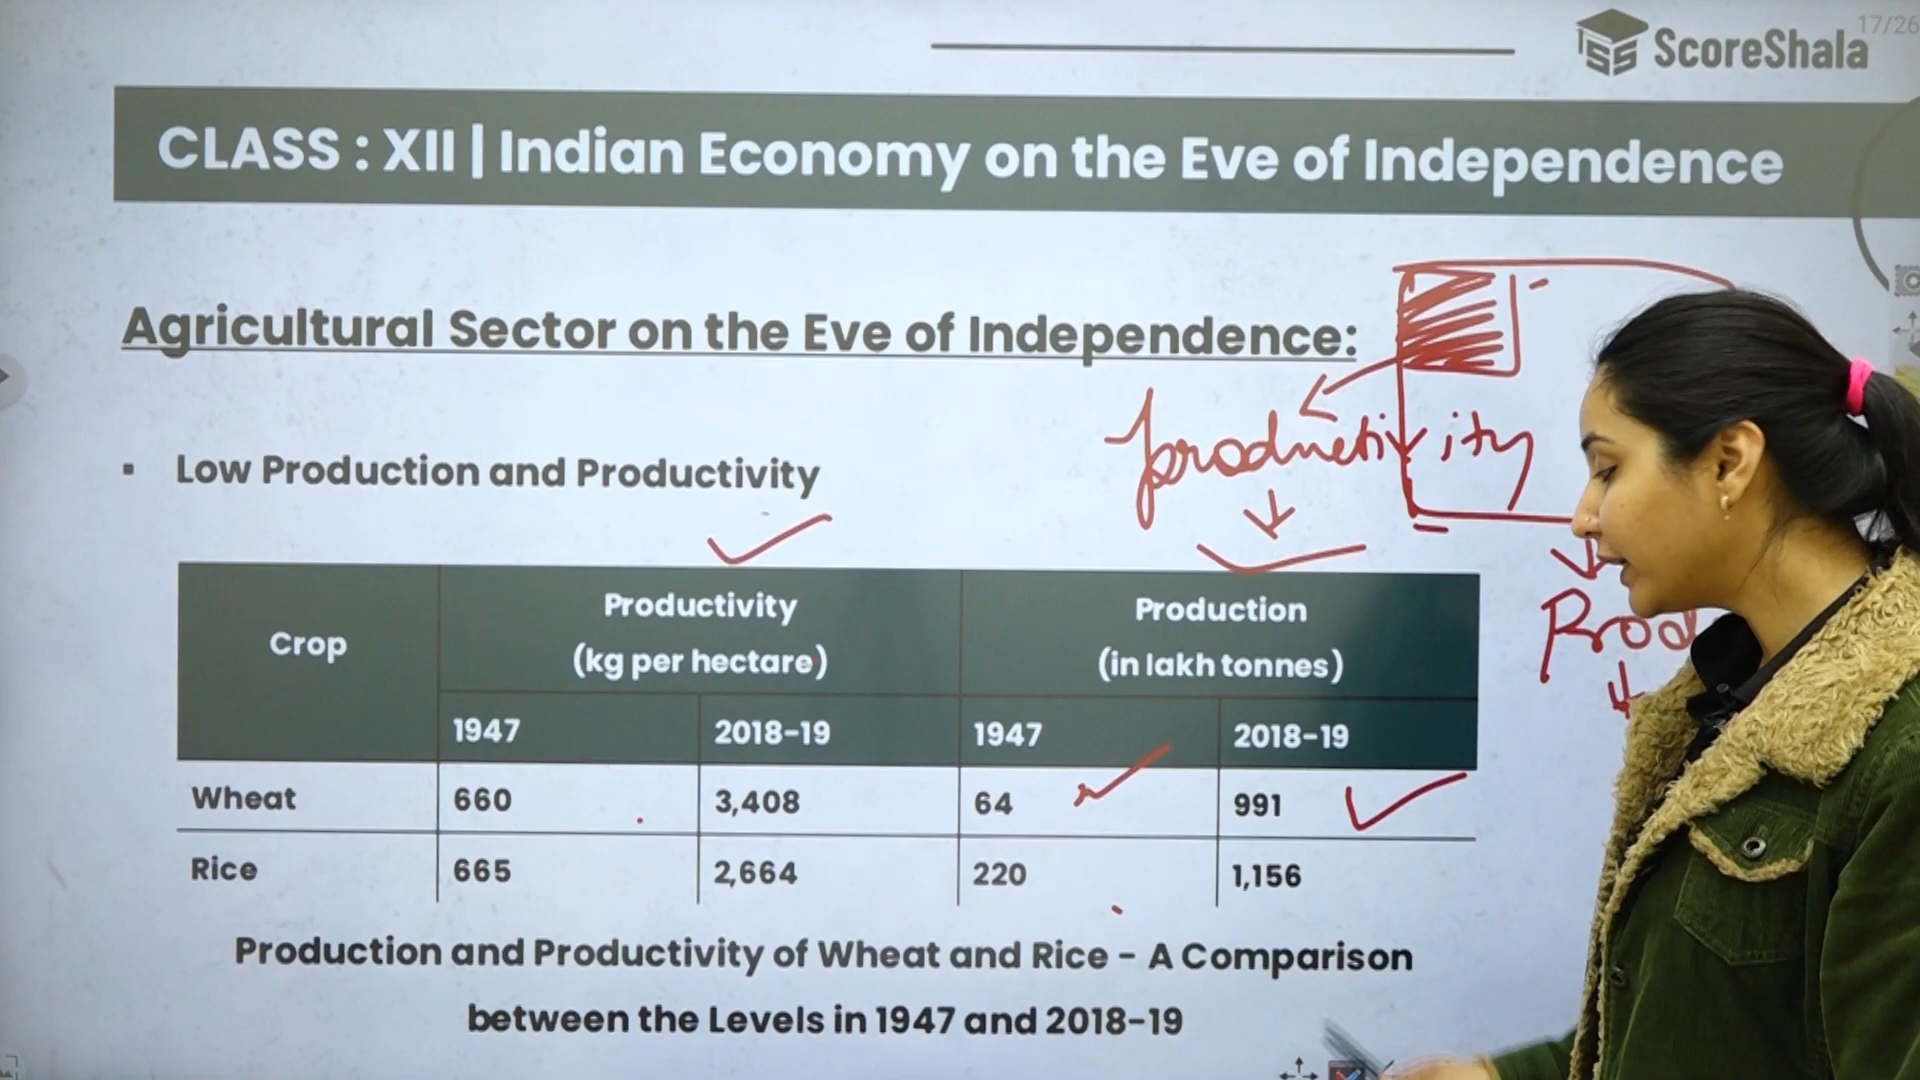 17/26
ScoreShala
CLASS : XII | Indian Economy on the Eve of Independence
Agricultural Sector on the Eve of Independence:
productivity
▪ Low Production and Productivity
Crop Productivity (kg per hectare) Production (in lakh tonnes)
1947 2018-19 1947 2018-19
Wheat 660 3,408 64 991
Rice 665 2,664 220 1,156
Prod
Production and Productivity of Wheat and Rice - A Comparison
between the Levels in 1947 and 2018-19